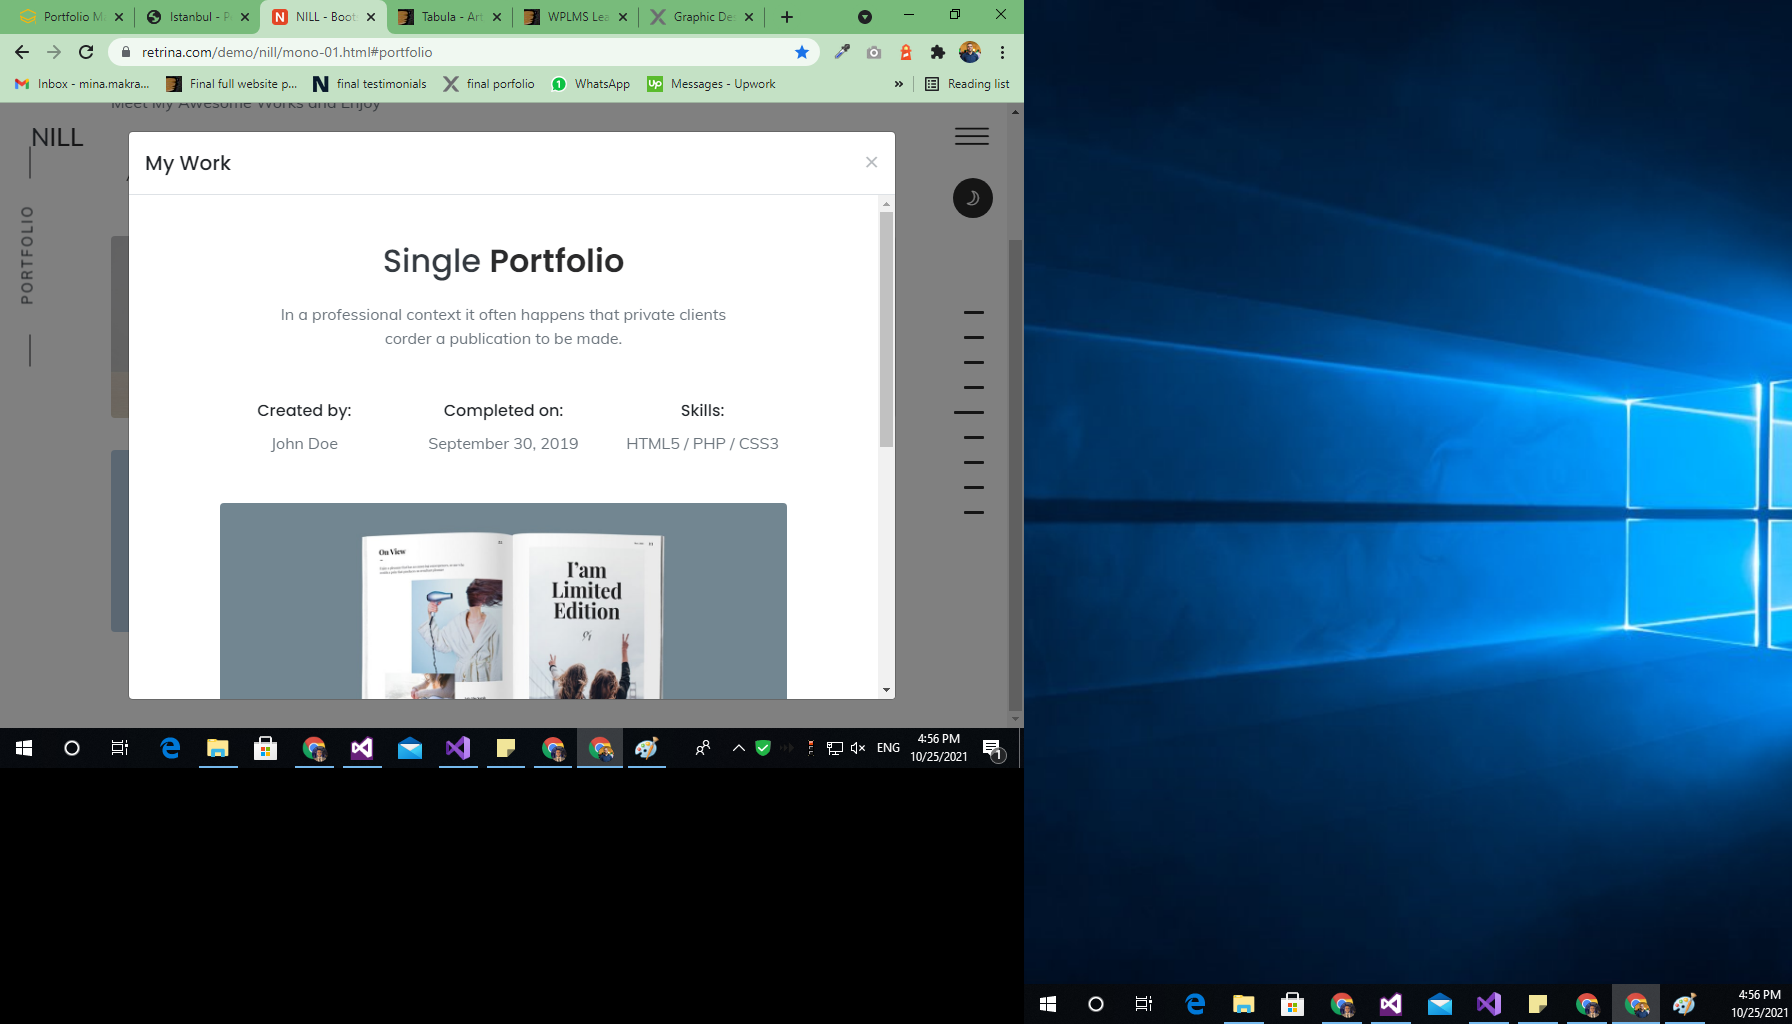 Portfolio M
Istanbul - P
NILL - Boot
Tabula - Art
WPLMS Lea
Graphic De
retrina.com/demo/nill/mono-01.html#portfolio
Inbox - mina.makra...
Final full website p...
final testimonials
final porfolio
WhatsApp
Messages - Upwork
»
Reading list
Meet My Awesome Works and Enjoy
NILL
PORTFOLIO
My Work
Single Portfolio
In a professional context it often happens that private clients
corder a publication to be made.
Created by:
John Doe
Completed on:
September 30, 2019
Skills:
HTML5 / PHP / CSS3
On View
I'am
Limited
Edition
ENG
4:56 PM
10/25/2021
1
4:56 PM
10/25/2021